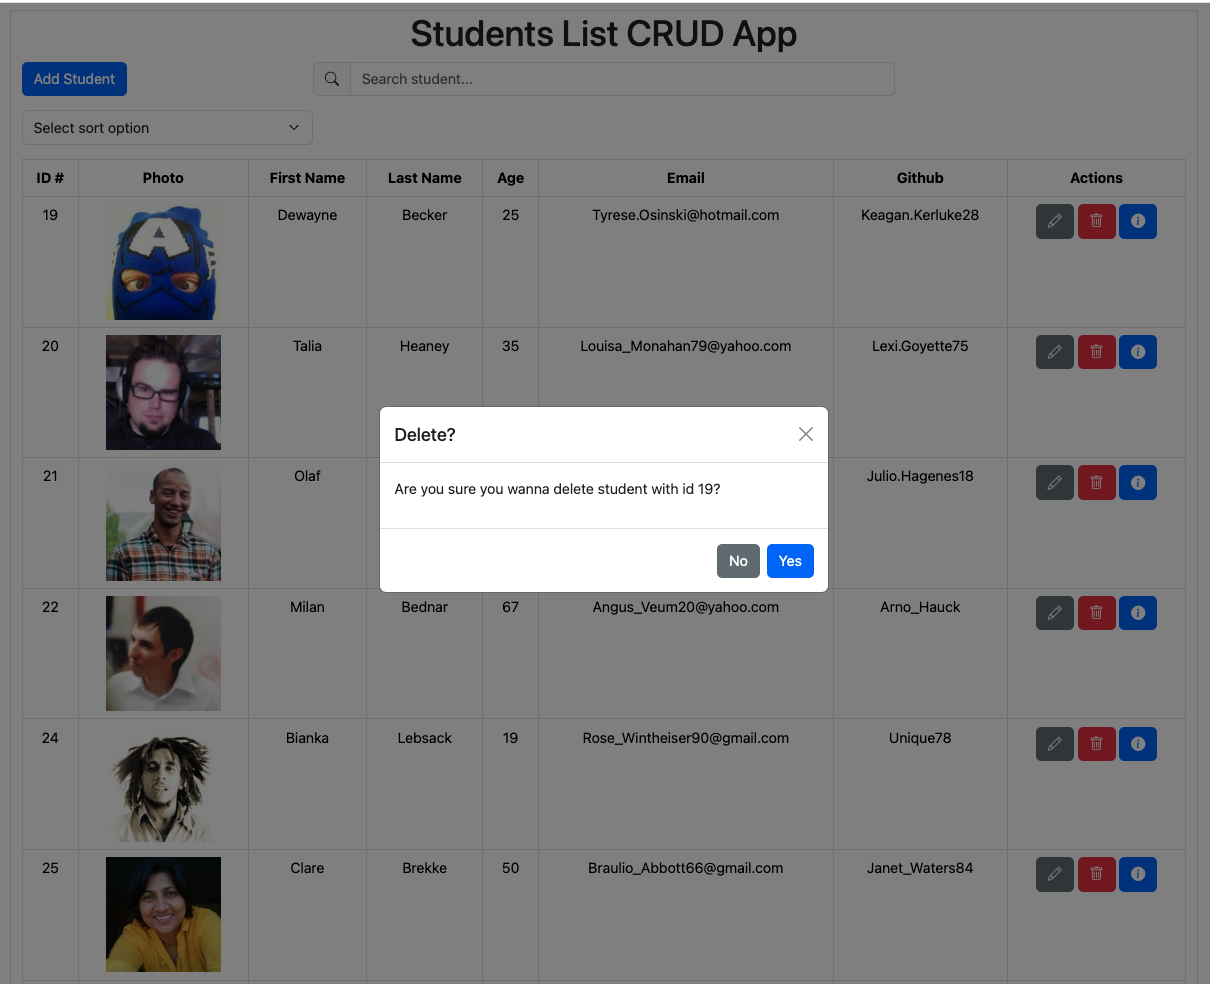 Students List CRUD App
Add Student
Search student...
Select sort option
ID # Photo First Name Last Name Age Email Github Actions
19 Dewayne Becker 25 Tyrese.Osinski@hotmail.com Keagan.Kerluke28
A
20 Talia Heaney 35 Louisa_Monahan79@yahoo.com Lexi.Goyette75
Delete?
21 Olaf Julio.Hagenes18
Are you sure you wanna delete student with id 19?
No Yes
22 Milan Bednar 67 Angus_Veum20@yahoo.com Arno_Hauck
24 Bianka Lebsack 19 Rose_Wintheiser90@gmail.com Unique78
25 Clare Brekke 50 Braulio_Abbott66@gmail.com Janet_Waters84